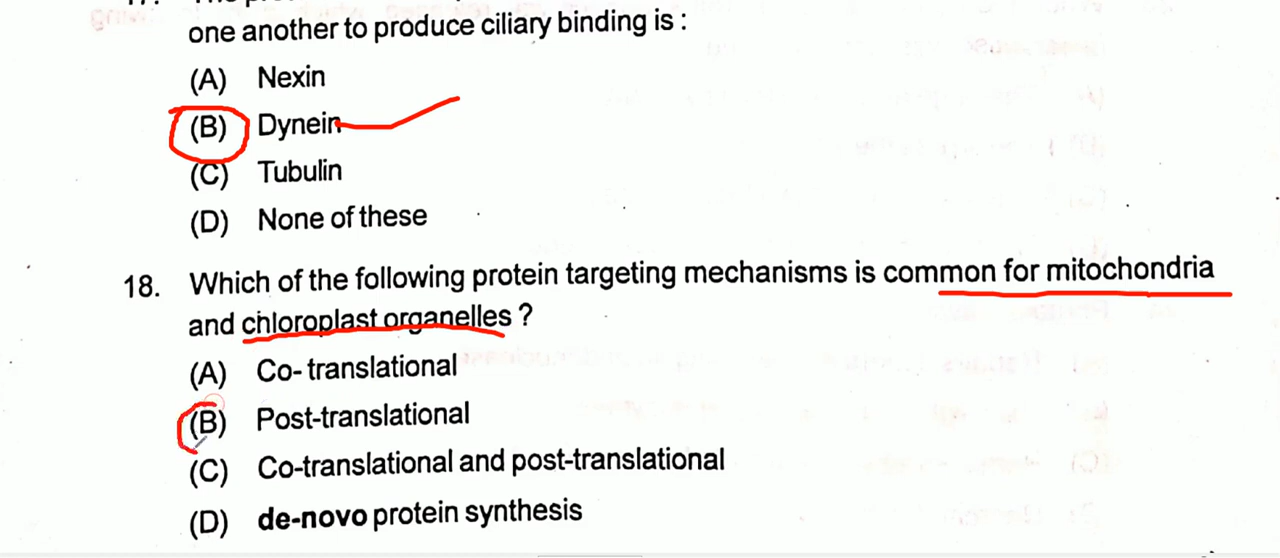 one another to produce ciliary binding is :
(A) Nexin
(B) Dynein
(C) Tubulin
(D) None of these
18. Which of the following protein targeting mechanisms is common for mitochondria
and chloroplast organelles ?
(A) Co- translational
(B) Post-translational
(C) Co-translational and post-translational
(D) de-novo protein synthesis